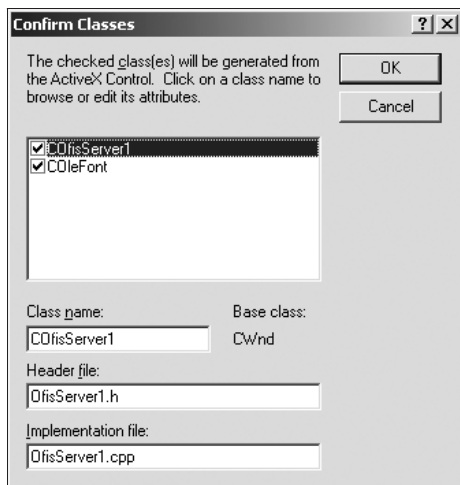 Confirm Classes
The checked class(es) will be generated from
the ActiveX Control. Click on a class name to
browse or edit its attributes.
OK
Cancel
COfisServer1
COleFont
Class name:
Base class:
COfisServer1
CWnd
Header file:
OfisServer1.h
Implementation file:
OfisServer1.cpp